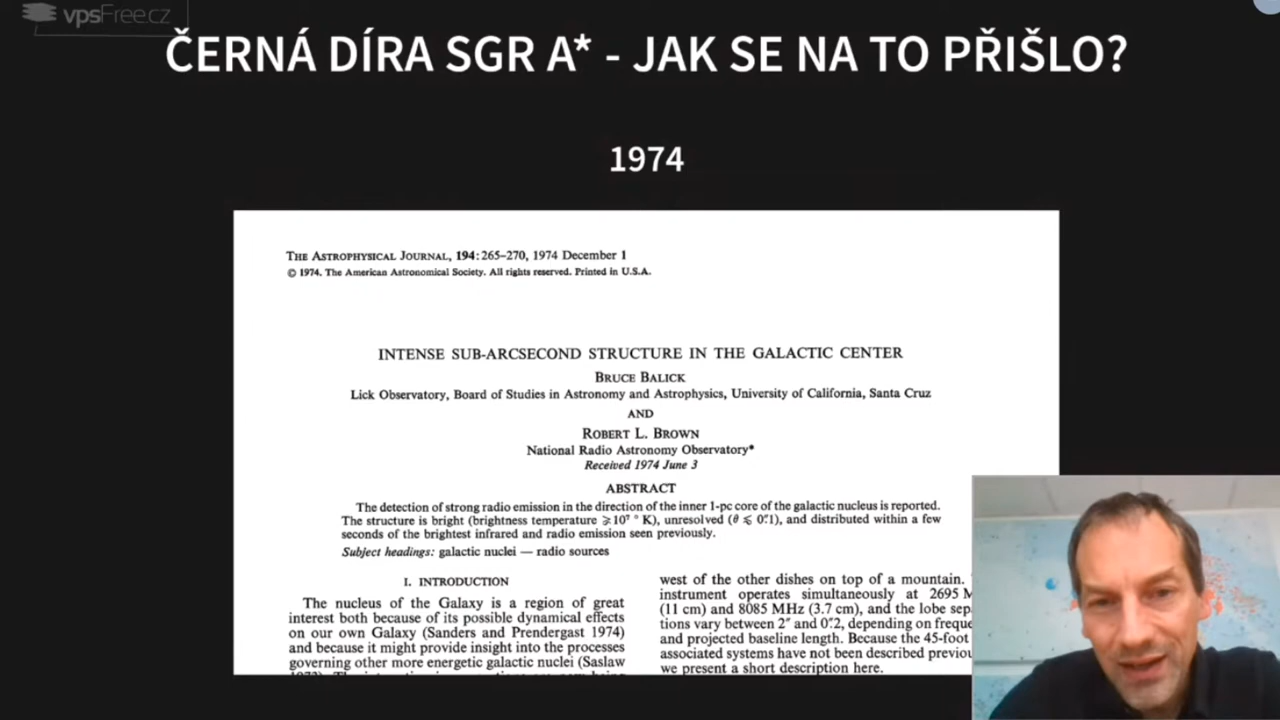 vpsFree.cz
ČERNÁ DÍRA SGR A* - JAK SE NA TO PŘIŠLO?
1974
THE ASTROPHYSICAL JOURNAL, 194:265–270, 1974 December 1
© 1974. The American Astronomical Society. All rights reserved. Printed in U.S.A.
INTENSE SUB-ARCSECOND STRUCTURE IN THE GALACTIC CENTER
BRUCE BALICK
Lick Observatory, Board of Studies in Astronomy and Astrophysics, University of California, Santa Cruz
AND
ROBERT L. BROWN
National Radio Astronomy Observatory*
Received 1974 June 3
ABSTRACT
The detection of strong radio emission in the direction of the inner 1-pc core of the galactic nucleus is reported.
The structure is bright (brightness temperature ≳10⁷ ° K), unresolved (θ ≲ 0".1), and distributed within a few
seconds of the brightest infrared and radio emission seen previously.
Subject headings: galactic nuclei — radio sources
I. INTRODUCTION
The nucleus of the Galaxy is a region of great
interest both because of its possible dynamical effects
on our own Galaxy (Sanders and Prendergast 1974)
and because it might provide insight into the processes
governing other more energetic galactic nuclei (Saslaw
west of the other dishes on top of a mountain.
instrument operates simultaneously at 2695 M
(11 cm) and 8085 MHz (3.7 cm), and the lobe sep
tions vary between 2" and 0".2, depending on freque
and projected baseline length. Because the 45-foot
associated systems have not been described previou
we present a short description here.